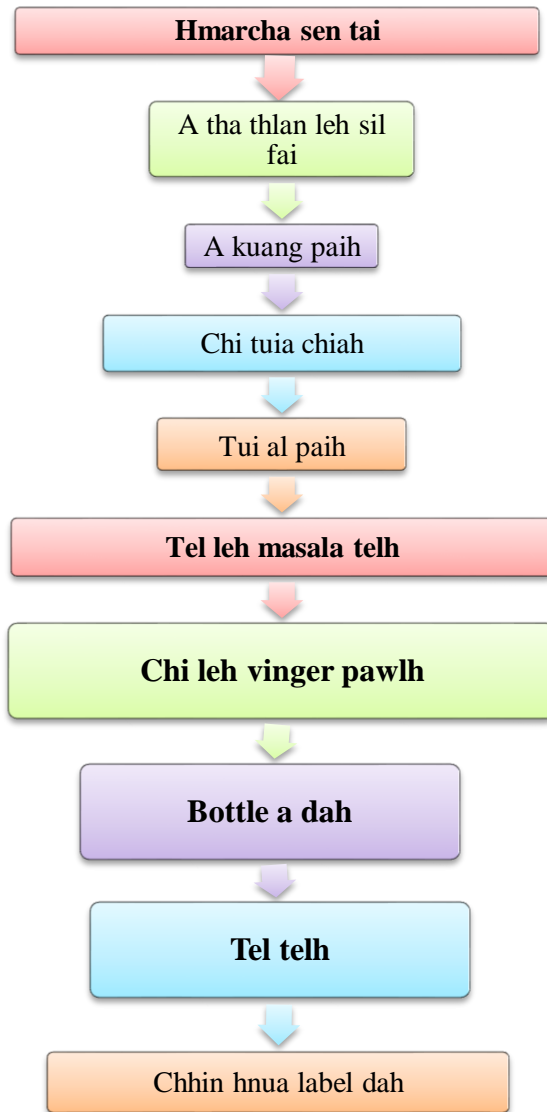 Hmarcha sen tai
A tha thlan leh sil
fai
A kuang paih
Chi tuia chiah
Tui al paih
Tel leh masala telh
Chi leh vinger pawlh
Bottle a dah
Tel telh
Chhin hnua label dah